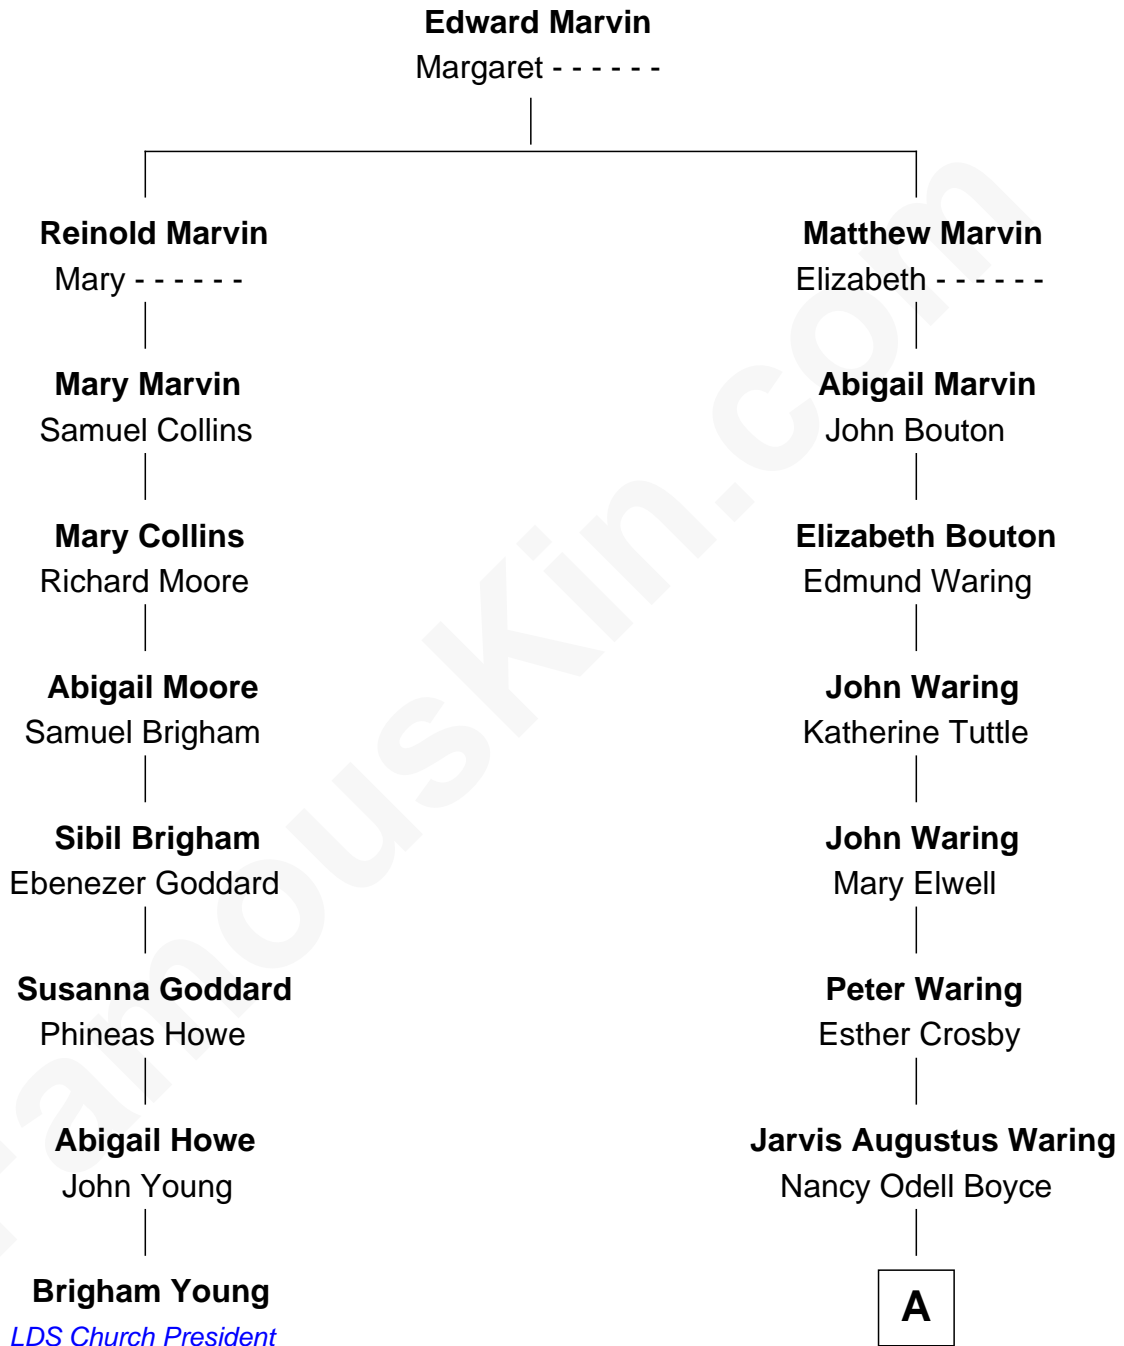 Edward Marvin
Margaret - - - - - -
Reinold Marvin
Mary - - - - - -
Mary Marvin
Samuel Collins
Mary Collins
Richard Moore
Abigail Moore
Samuel Brigham
Sibil Brigham
Ebenezer Goddard
Susanna Goddard
Phineas Howe
Abigail Howe
John Young
Brigham Young
LDS Church President
Matthew Marvin
Elizabeth - - - - - -
Abigail Marvin
John Bouton
Elizabeth Bouton
Edmund Waring
John Waring
Katherine Tuttle
John Waring
Mary Elwell
Peter Waring
Esther Crosby
Jarvis Augustus Waring
Nancy Odell Boyce
A
FamousKin.com